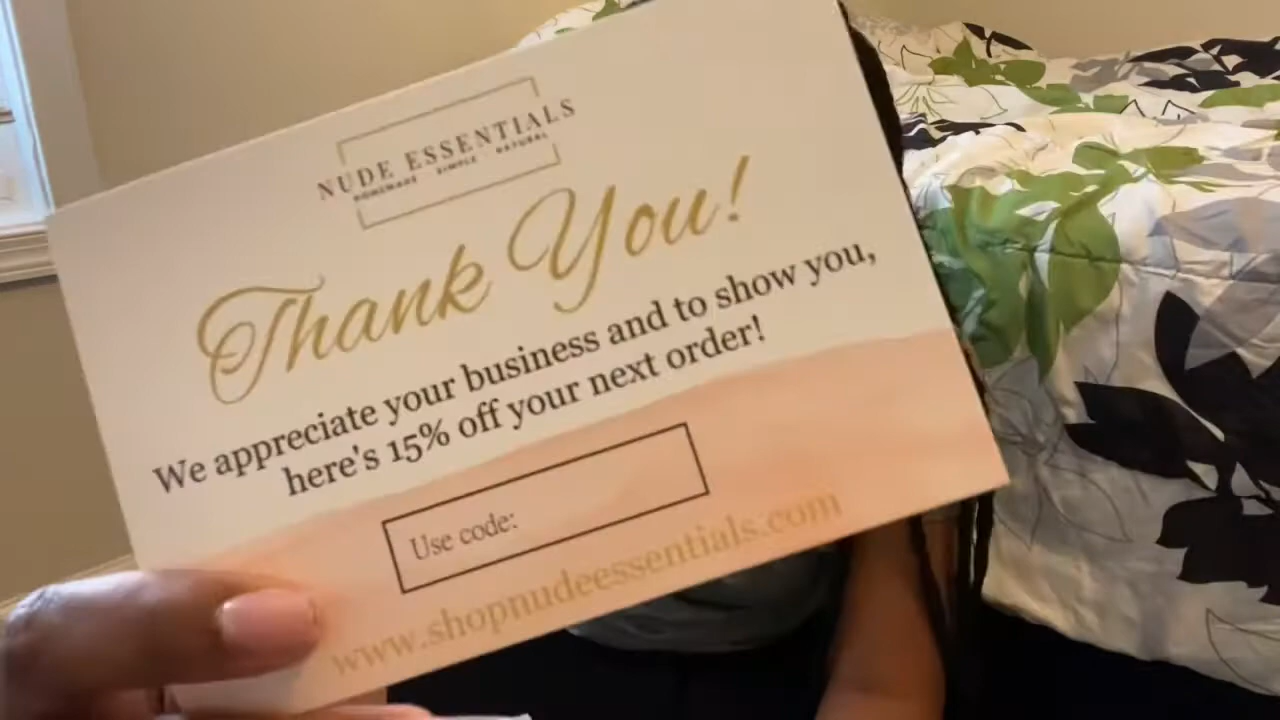 NUDE ESSENTIALS
HOMEMADE SIMPLE NATURAL
Thank You!
We appreciate your business and to show you,
here's 15% off your next order!
Use code:
www.shopnudeessentials.com